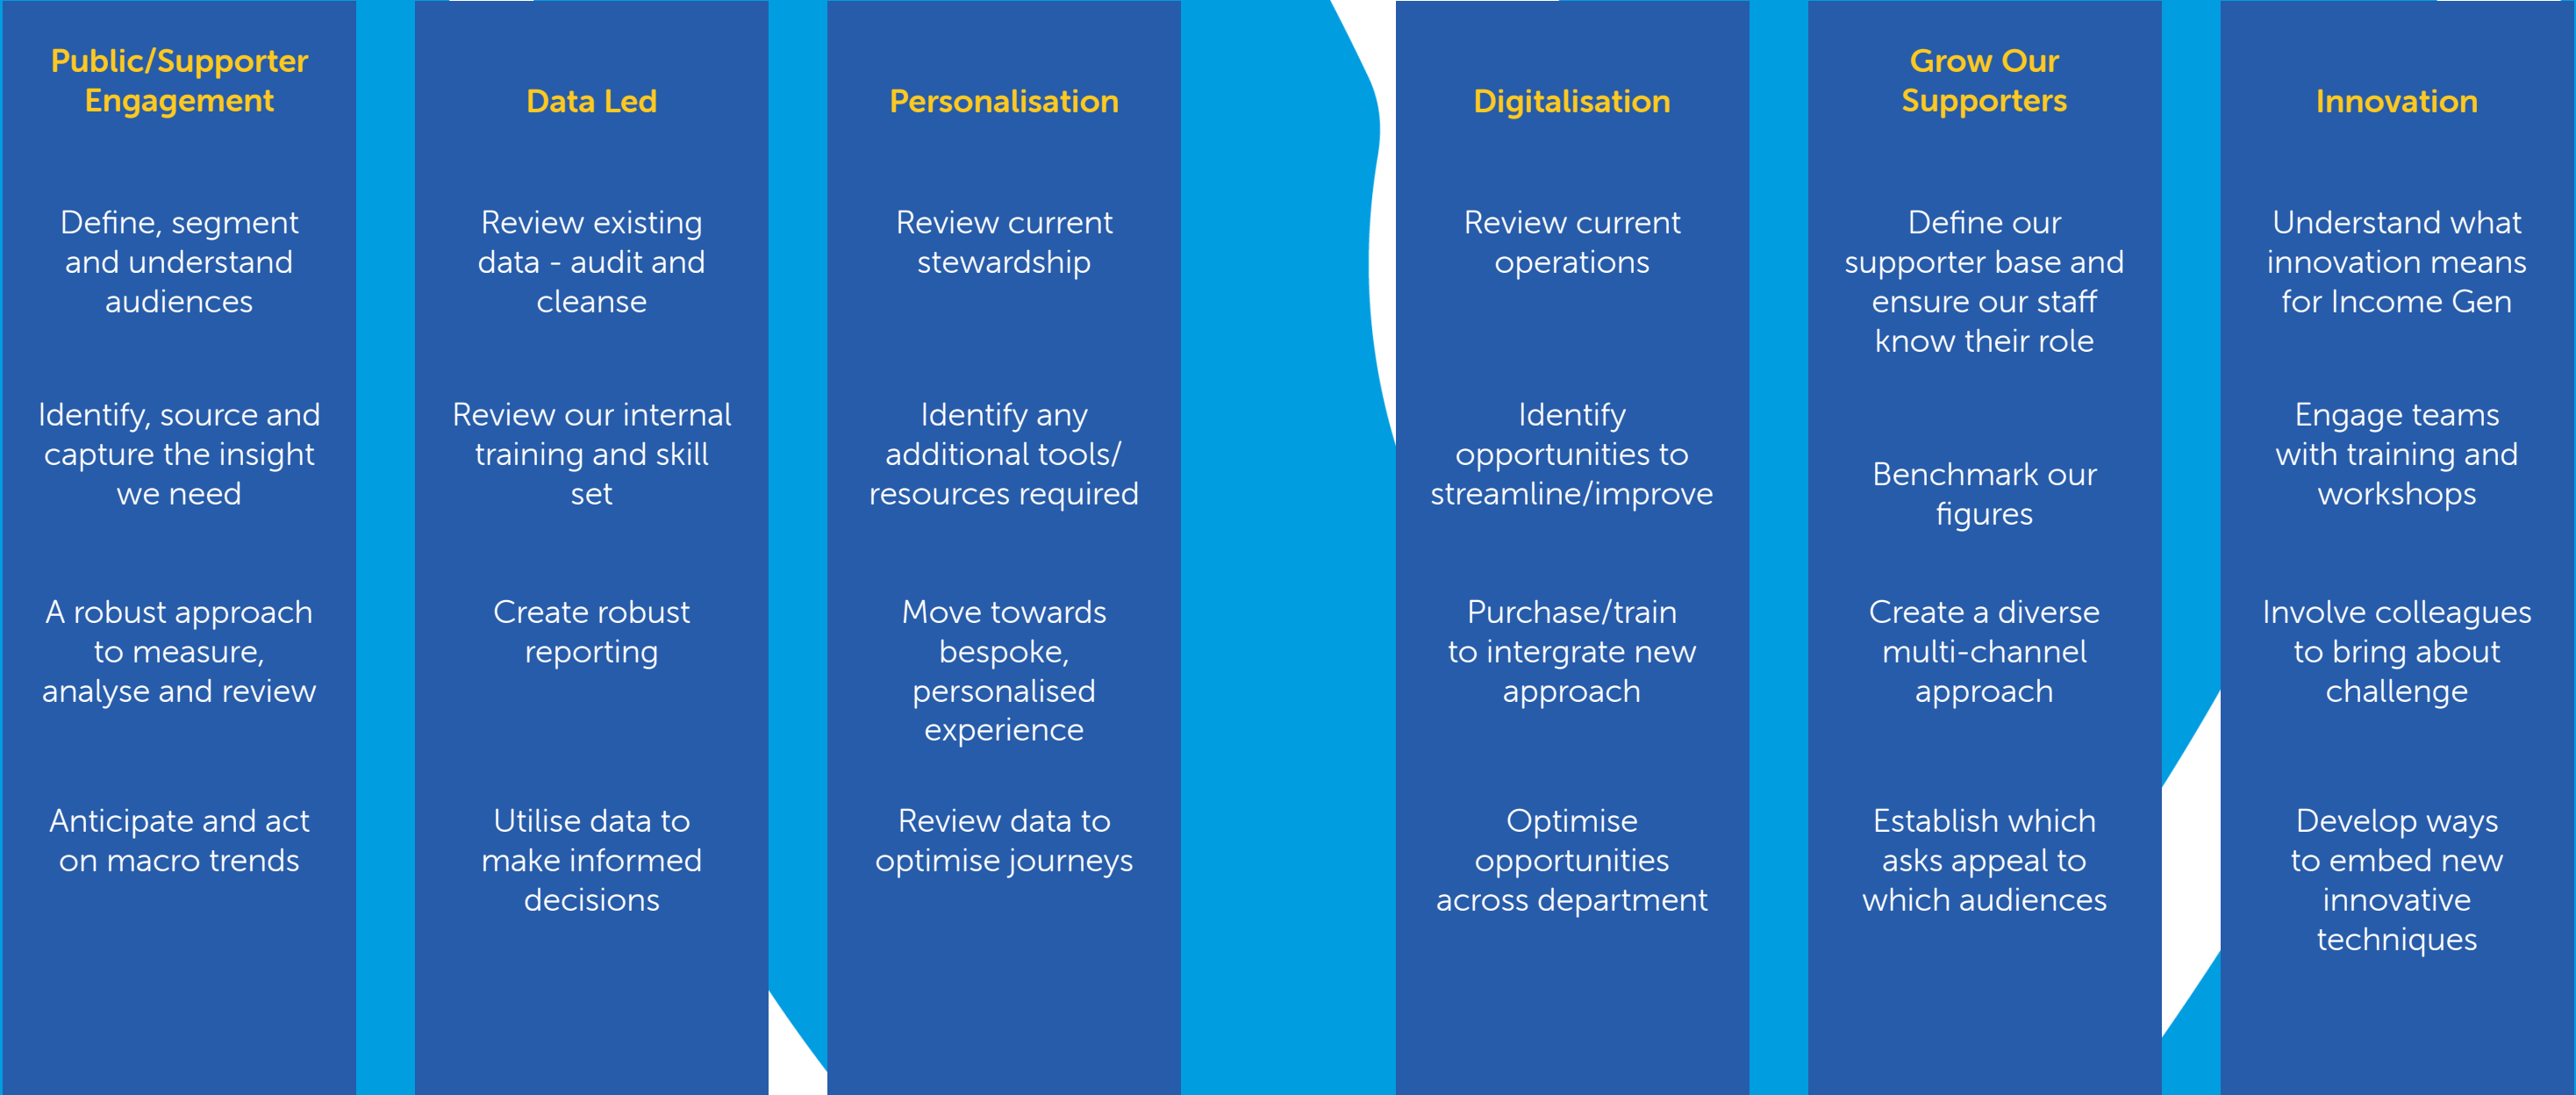 Public/Supporter
Engagement
Define, segment
and understand
audiences
Identify, source and
capture the insight
we need
A robust approach
to measure,
analyse and review
Anticipate and act
on macro trends
Data Led
Review existing
data - audit and
cleanse
Review our internal
training and skill
set
Create robust
reporting
Utilise data to
make informed
decisions
Personalisation
Review current
stewardship
Identify any
additional tools/
resources required
Move towards
bespoke,
personalised
experience
Review data to
optimise journeys
Digitalisation
Review current
operations
Identify
opportunities to
streamline/improve
Purchase/train
to intergrate new
approach
Optimise
opportunities
across department
Grow Our
Supporters
Define our
supporter base and
ensure our staff
know their role
Benchmark our
figures
Create a diverse
multi-channel
approach
Establish which
asks appeal to
which audiences
Innovation
Understand what
innovation means
for Income Gen
Engage teams
with training and
workshops
Involve colleagues
to bring about
challenge
Develop ways
to embed new
innovative
techniques